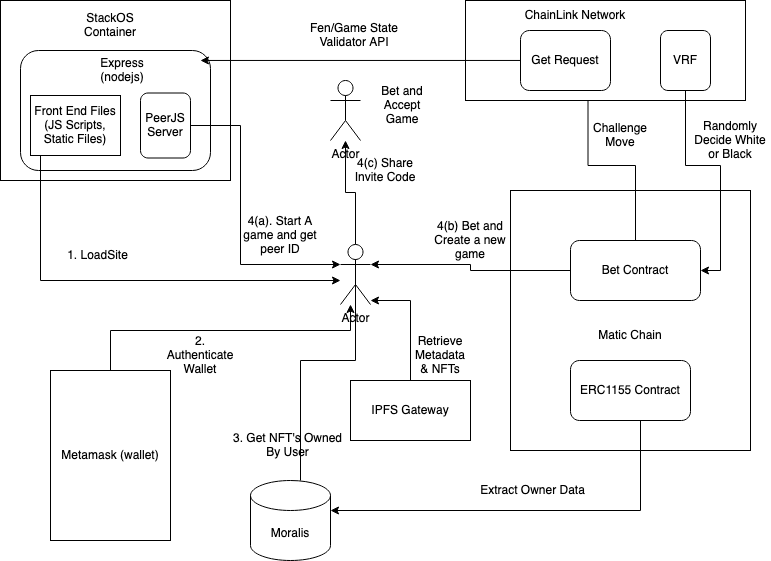 StackOS
Container
Express
(nodejs)
Front End Files
(JS Scripts,
Static Files)
PeerJS
Server
Fen/Game State
Validator API
ChainLink Network
Get Request
VRF
Bet and
Accept
Game
Actor
4(c) Share
Invite Code
Challenge
Move
Randomly
Decide White
or Black
4(a). Start A
game and get
peer ID
4(b) Bet and
Create a new
game
1. LoadSite
Bet Contract
Actor
Matic Chain
2.
Authenticate
Wallet
Retrieve
Metadata
& NFTs
ERC1155 Contract
IPFS Gateway
Metamask (wallet)
3. Get NFT's Owned
By User
Extract Owner Data
Moralis